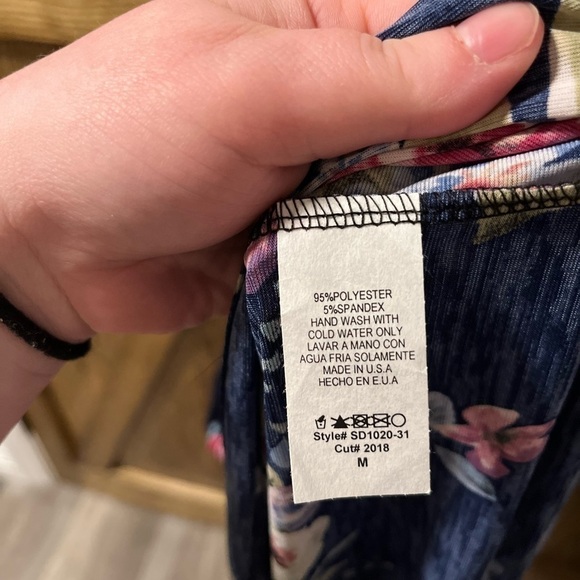 95%POLYESTER
5%SPANDEX
HAND WASH WITH
COLD WATER ONLY
LAVAR A MANO CON
AGUA FRIA SOLAMENTE
MADE IN U.S.A
HECHO EN E.U.A
Style# SD1020-31
Cut# 2018
M